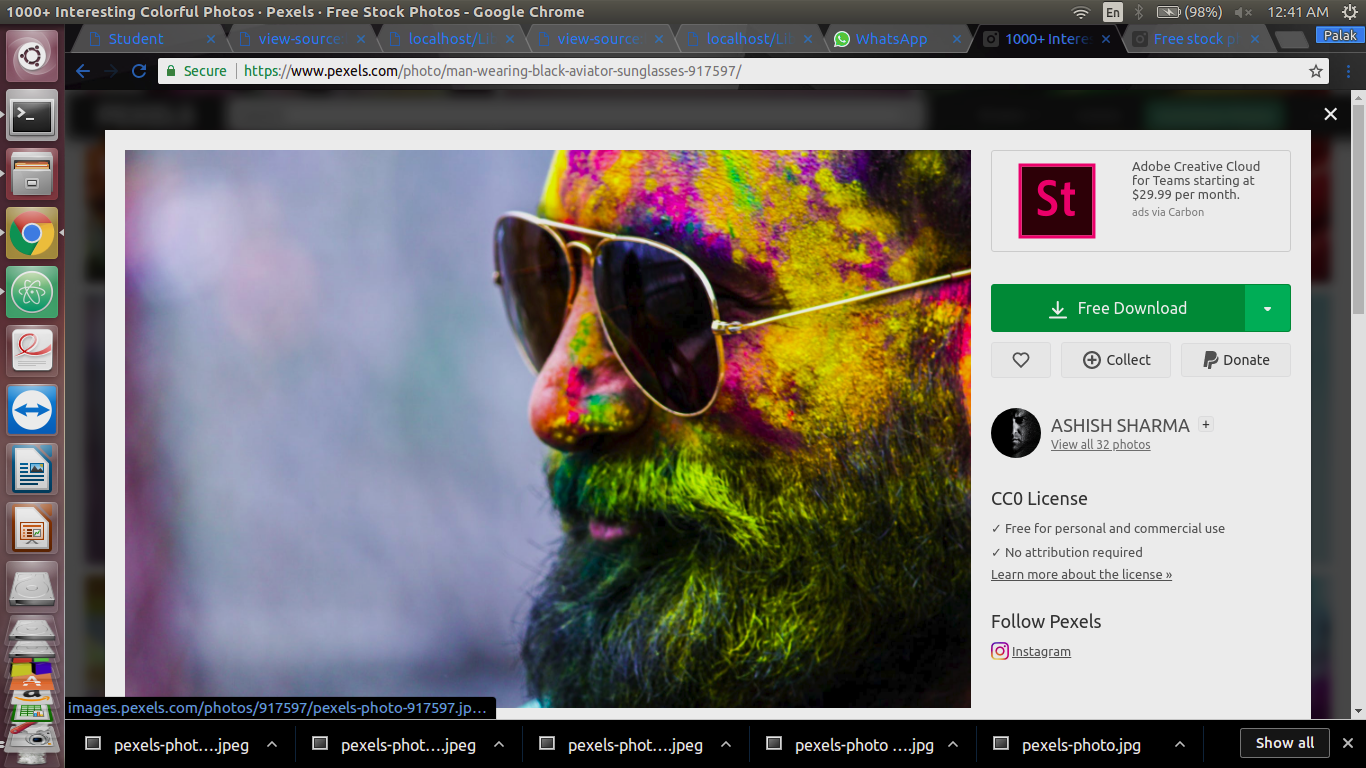 1000+ Interesting Colorful Photos · Pexels · Free Stock Photos - Google Chrome
En
(98%)
12:41 AM
Student
view-source
localhost/Li
view-source
localhost/Li
WhatsApp
1000+ Intere
Free stock p
Palak
Secure
https://www.pexels.com/photo/man-wearing-black-aviator-sunglasses-917597/
St
Adobe Creative Cloud
for Teams starting at
$29.99 per month.
ads via Carbon
Free Download
Collect
Donate
ASHISH SHARMA
View all 32 photos
CC0 License
✓ Free for personal and commercial use
✓ No attribution required
Learn more about the license »
Follow Pexels
Instagram
images.pexels.com/photos/917597/pexels-photo-917597.jp…
pexels-phot….jpeg
pexels-phot….jpeg
pexels-phot….jpeg
pexels-photo ….jpg
pexels-photo.jpg
Show all